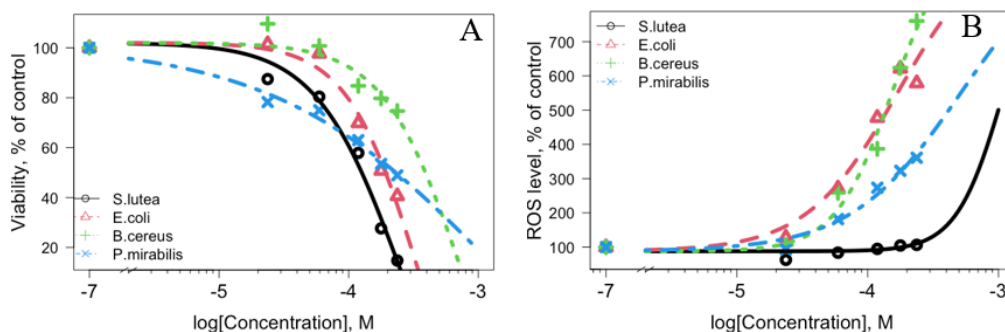 A
Viability, % of control
100
80
60
40
20
S.lutea
E.coli
B.cereus
P.mirabilis
-7
-5
-4
-3
log[Concentration], M
B
ROS level, % of control
700
600
500
400
300
200
100
S.lutea
E.coli
B.cereus
P.mirabilis
-7
-5
-4
-3
log[Concentration], M